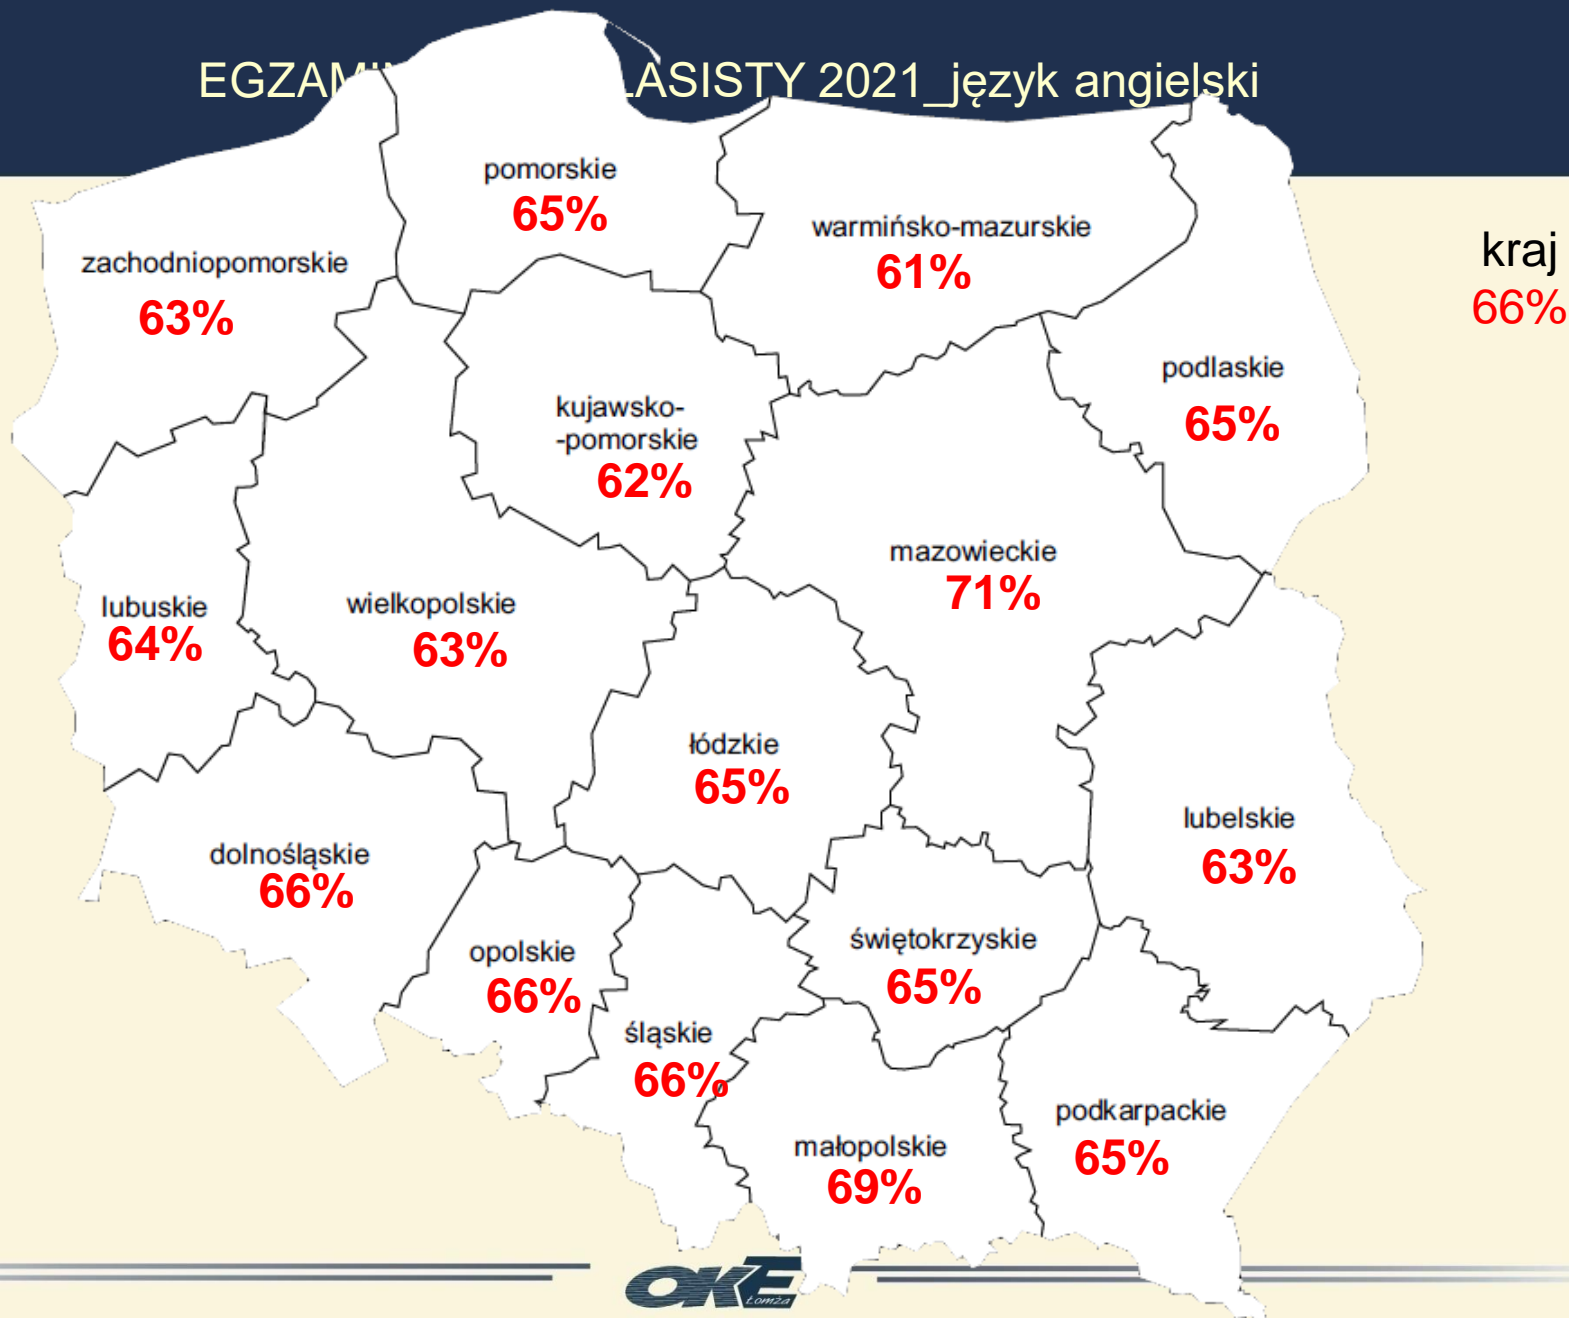 EGZAM
LASISTY 2021_język angielski
pomorskie
65%
warmińsko-mazurskie
61%
kraj
66%
zachodniopomorskie
63%
podlaskie
65%
kujawsko-
-pomorskie
62%
mazowieckie
71%
lubuskie
64%
wielkopolskie
63%
łódzkie
65%
lubelskie
63%
dolnośląskie
66%
opolskie
66%
świętokrzyskie
65%
śląskie
66%
podkarpackie
65%
małopolskie
69%
OKE
Łomża